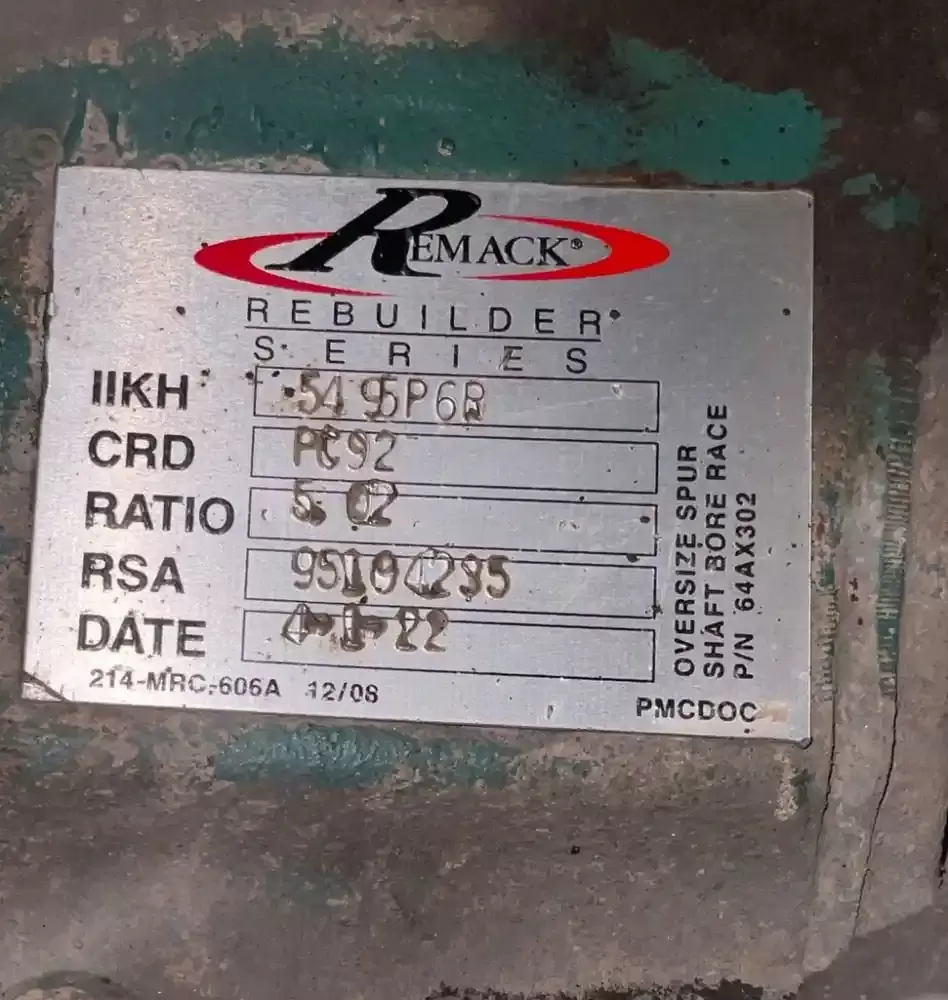 REMACK®
REBUILDER
SERIES
IIKH 5495P6R
CRD PC92
RATIO 5.02
RSA
DATE
214-MRC-606A 12/08
PMCDOC
OVERSIZE SPUR
SHAFT BORE RACE
P/N 64AX302